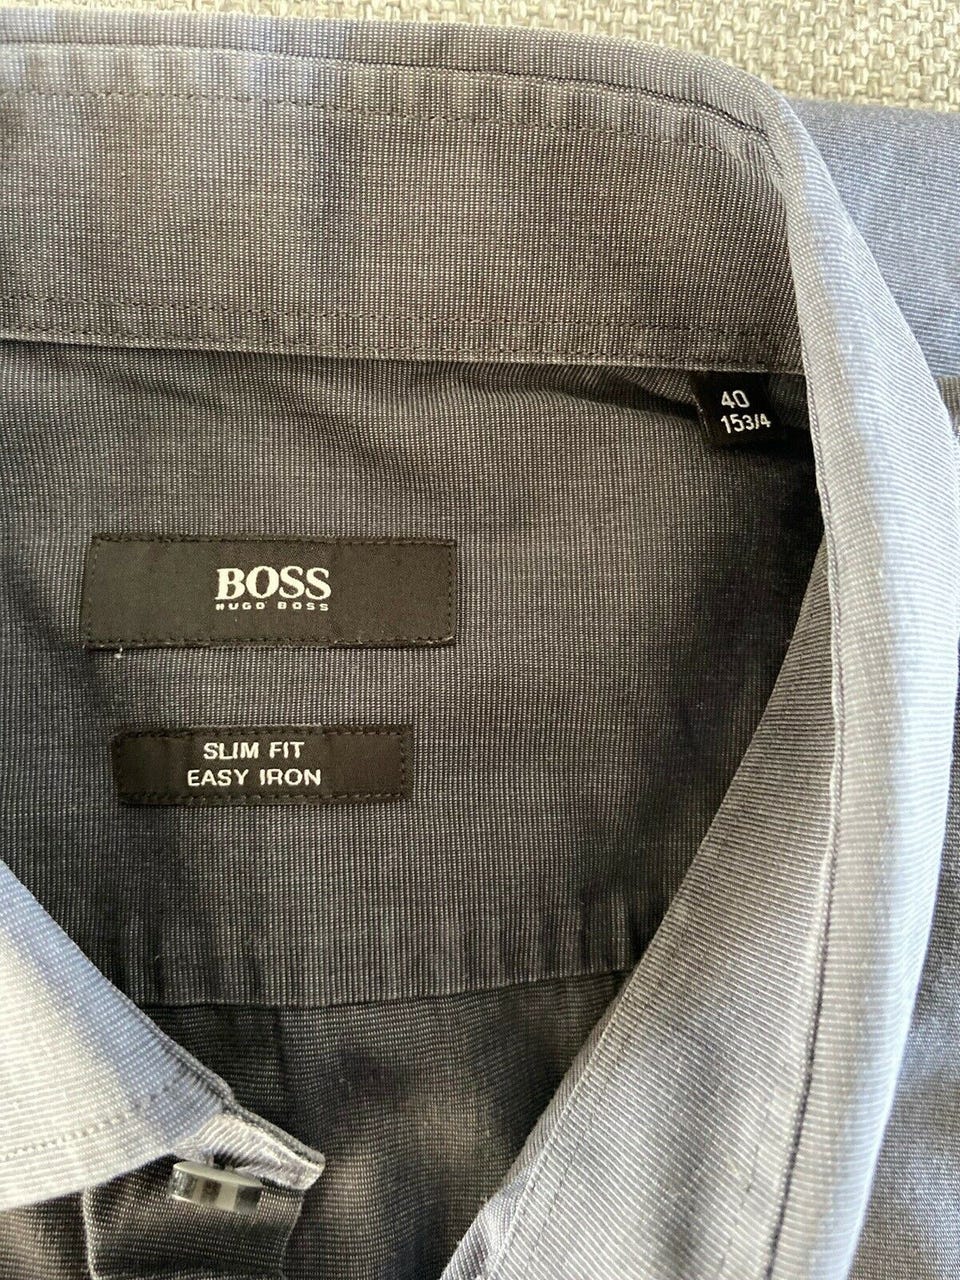 40
153/4
BOSS
HUGO BOSS
SLIM FIT
EASY IRON